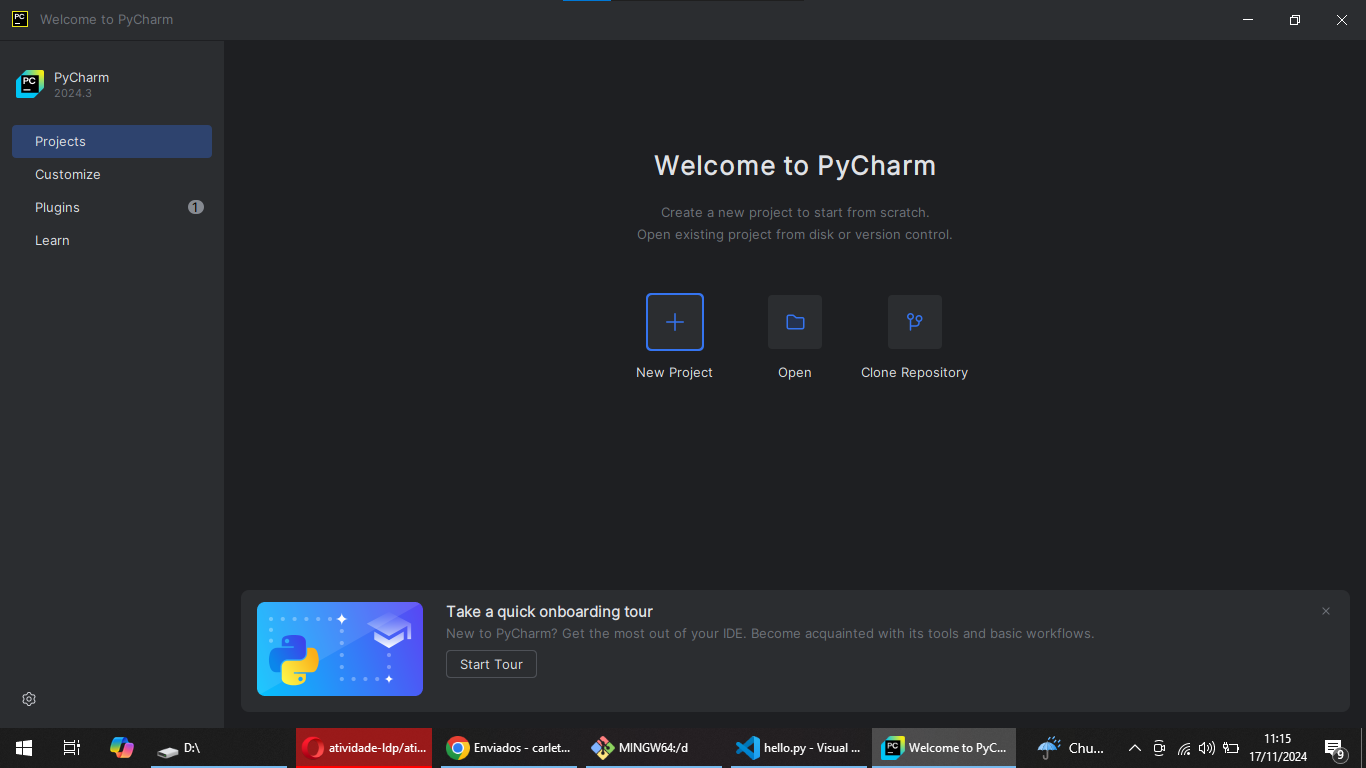 PC
Welcome to PyCharm
PC
PyCharm
2024.3
Projects
Customize
Plugins
1
Learn
Welcome to PyCharm
Create a new project to start from scratch.
Open existing project from disk or version control.
New Project
Open
Clone Repository
Take a quick onboarding tour
New to PyCharm? Get the most out of your IDE. Become acquainted with its tools and basic workflows.
Start Tour
D:\
atividade-ldp/ati...
Enviados - carlet...
MINGW64:/d
hello.py - Visual ...
PC
Welcome to PyC...
Chu...
11:15
17/11/2024
9